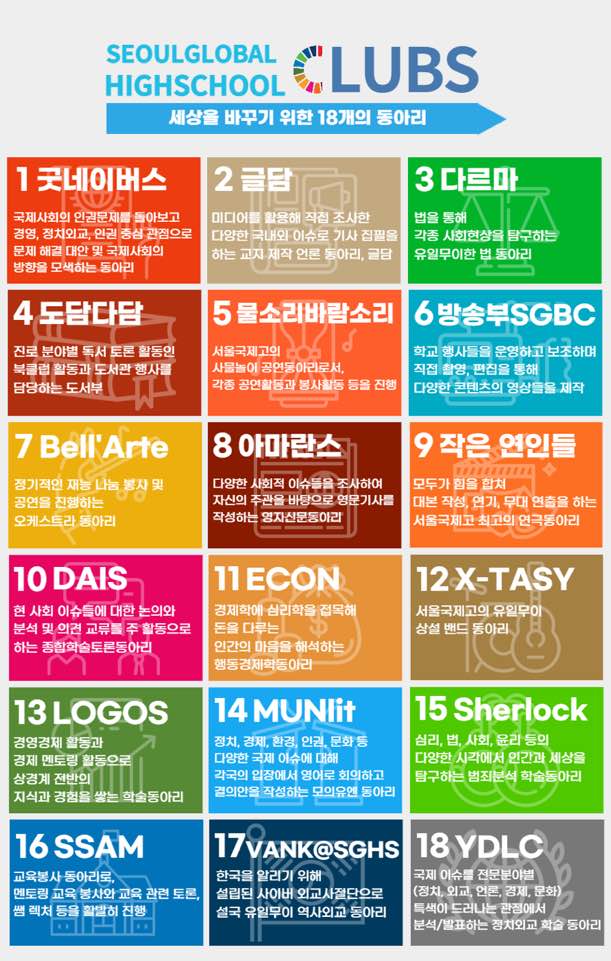 SEOULGLOBAL
HIGHSCHOOL
CLUBS
세상을 바꾸기 위한 18개의 동아리
1 굿네이버스
국제사회의 인권문제를 돌아보고
경영, 정치외교, 인권 중심 관점으로
문제 해결 대안 및 국제사회의
방향을 모색하는 동아리
2 글담
미디어를 활용해 직접 조사한
다양한 국내외 이슈로 기사 집필을
하는 교지 제작 언론 동아리, 글담
3 다르마
법을 통해
각종 사회현상을 탐구하는
유일무이한 법 동아리
4 도담다담
진로 분야별 독서 토론 활동인
북클럽 활동과 도서관 행사를
담당하는 도서부
5 물소리바람소리
서울국제고의
사물놀이 공연동아리로서,
각종 공연활동과 봉사활동 등을 진행
6 방송부SGBC
학교 행사들을 운영하고 보조하며
직접 촬영, 편집을 통해
다양한 콘텐츠의 영상들을 제작
7 Bell'Arte
정기적인 재능 나눔 봉사 및
공연을 진행하는
오케스트라 동아리
8 아마란스
다양한 사회적 이슈들을 조사하여
자신의 주관을 바탕으로 영문기사를
작성하는 영자신문동아리
9 작은 연인들
모두가 힘을 합쳐
대본 작성, 연기, 무대 연출을 하는
서울국제고 최고의 연극동아리
10 DAIS
현 사회 이슈들에 대한 논의와
분석 및 의견 교류를 주 활동으로
하는 종합학술토론동아리
11 ECON
경제학에 심리학을 접목해
돈을 다루는
인간의 마음을 해석하는
행동경제학동아리
12 X-TASY
서울국제고의 유일무이
상설 밴드 동아리
13 LOGOS
경영경제 활동과
경제 멘토링 활동으로
상경계 전반의
지식과 경험을 쌓는 학술동아리
14 MUNlit
정치, 경제, 환경, 인권, 문화 등
다양한 국제 이슈에 대해
각국의 입장에서 영어로 회의하고
결의안을 작성하는 모의유엔 동아리
15 Sherlock
심리, 법, 사회, 윤리 등의
다양한 시각에서 인간과 세상을
탐구하는 범죄분석 학술동아리
16 SSAM
교육봉사 동아리로,
멘토링 교육 봉사와 교육 관련 토론,
쌤 렉처 등을 활발히 진행
17 VANK@SGHS
한국을 알리기 위해
설립된 사이버 외교사절단으로
설국 유일무이 역사외교 동아리
18 YDLC
국제 이슈를 전문분야별
(정치, 외교, 언론, 경제, 문화)
특색이 드러나는 관점에서
분석/발표하는 정치외교 학술 동아리